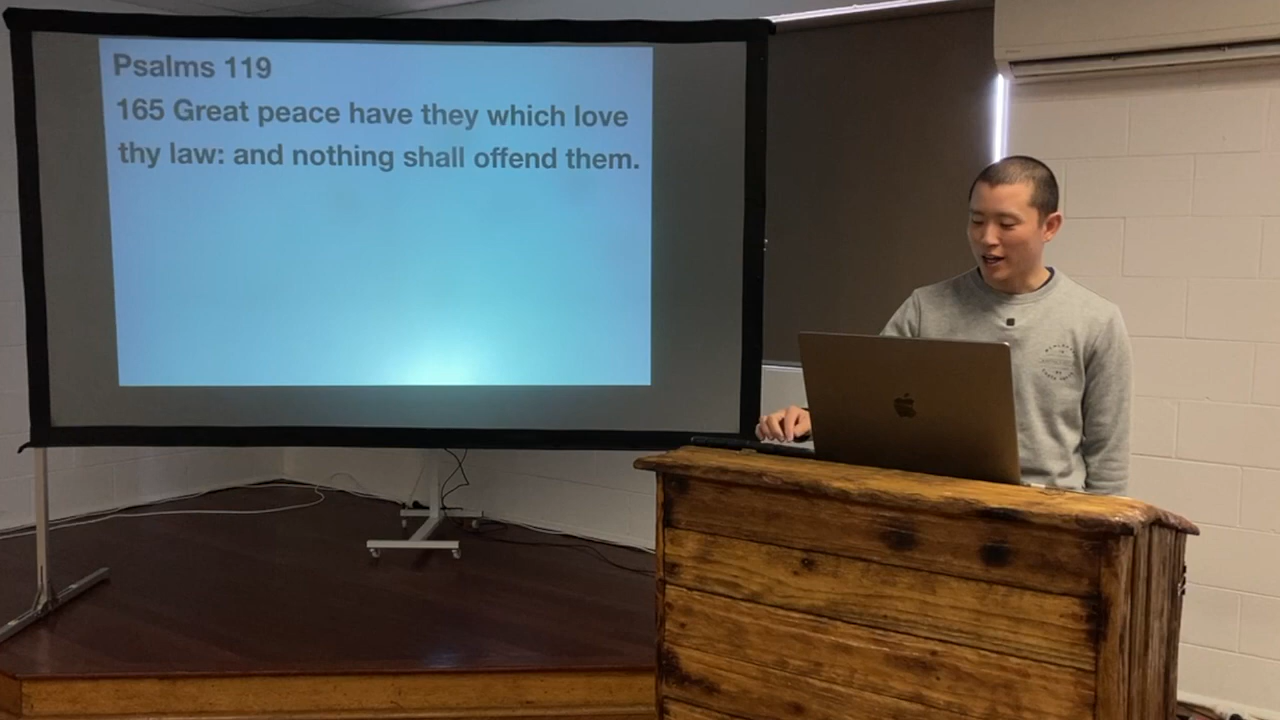 Psalms 119
165 Great peace have they which love
thy law: and nothing shall offend them.